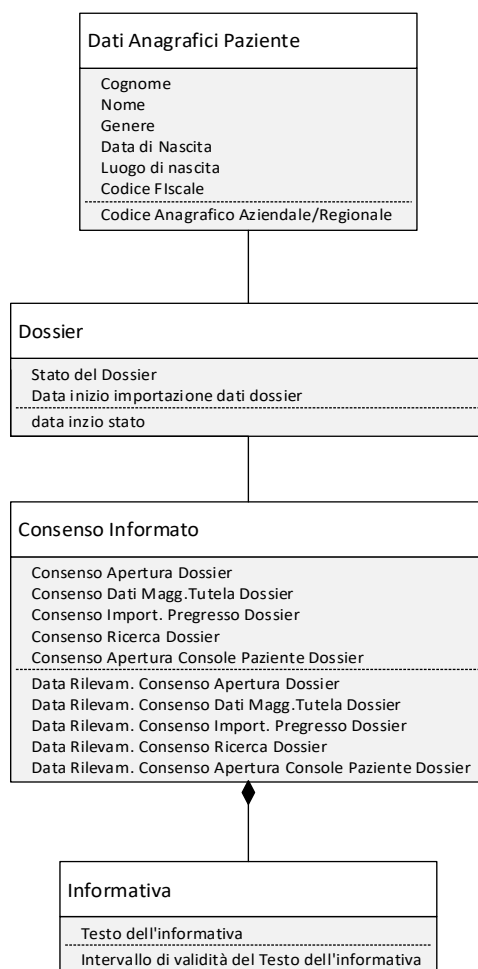 Dati Anagrafici Paziente
Cognome
Nome
Genere
Data di Nascita
Luogo di nascita
Codice FIscale
Codice Anagrafico Aziendale/Regionale
Dossier
Stato del Dossier
Data inizio importazione dati dossier
data inzio stato
Consenso Informato
Consenso Apertura Dossier
Consenso Dati Magg.Tutela Dossier
Consenso Import. Pregresso Dossier
Consenso Ricerca Dossier
Consenso Apertura Console Paziente Dossier
Data Rilevam. Consenso Apertura Dossier
Data Rilevam. Consenso Dati Magg.Tutela Dossier
Data Rilevam. Consenso Import. Pregresso Dossier
Data Rilevam. Consenso Ricerca Dossier
Data Rilevam. Consenso Apertura Console Paziente Dossier
Informativa
Testo dell'informativa
Intervallo di validità del Testo dell'informativa